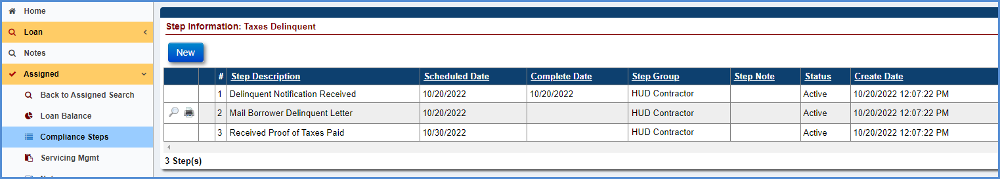 Home
Loan
Notes
Assigned
Back to Assigned Search
Loan Balance
Compliance Steps
Servicing Mgmt
Step Information: Taxes Delinquent
New
# Step Description Scheduled Date Complete Date Step Group Step Note Status Create Date
1 Delinquent Notification Received 10/20/2022 10/20/2022 HUD Contractor Active 10/20/2022 12:07:22 PM
2 Mail Borrower Delinquent Letter 10/20/2022 HUD Contractor Active 10/20/2022 12:07:22 PM
3 Received Proof of Taxes Paid 10/30/2022 HUD Contractor Active 10/20/2022 12:07:22 PM
3 Step(s)